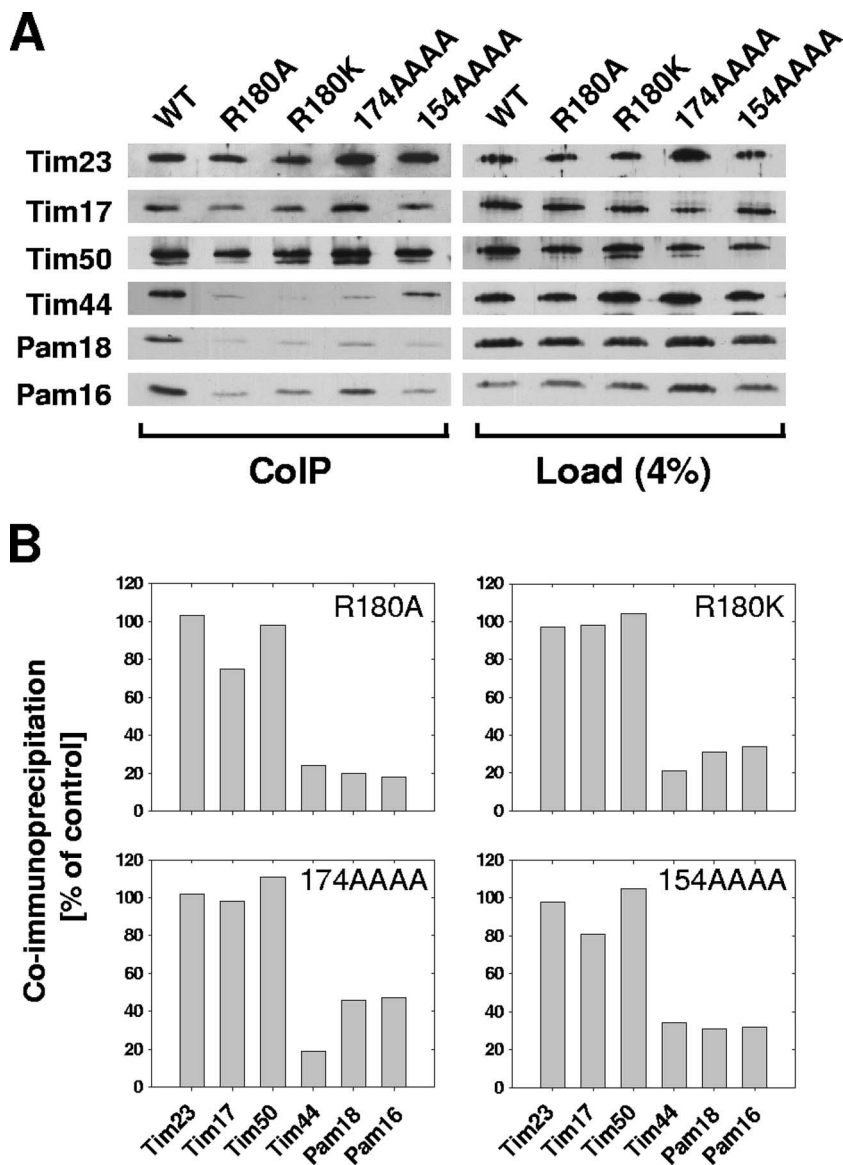 A
WT R180A R180K 174AAAA 154AAAA WT R180A R180K 174AAAA 154AAAA
Tim23
Tim17
Tim50
Tim44
Pam18
Pam16
CoIP Load (4%)
B
Co-immunoprecipitation
[% of control]
120 R180A 120 R180K
100 100
80 80
60 60
40 40
20 20
0 0
120 174AAAA 120 154AAAA
100 100
80 80
60 60
40 40
20 20
0 0
Tim23 Tim17 Tim50 Tim44 Pam18 Pam16 Tim23 Tim17 Tim50 Tim44 Pam18 Pam16